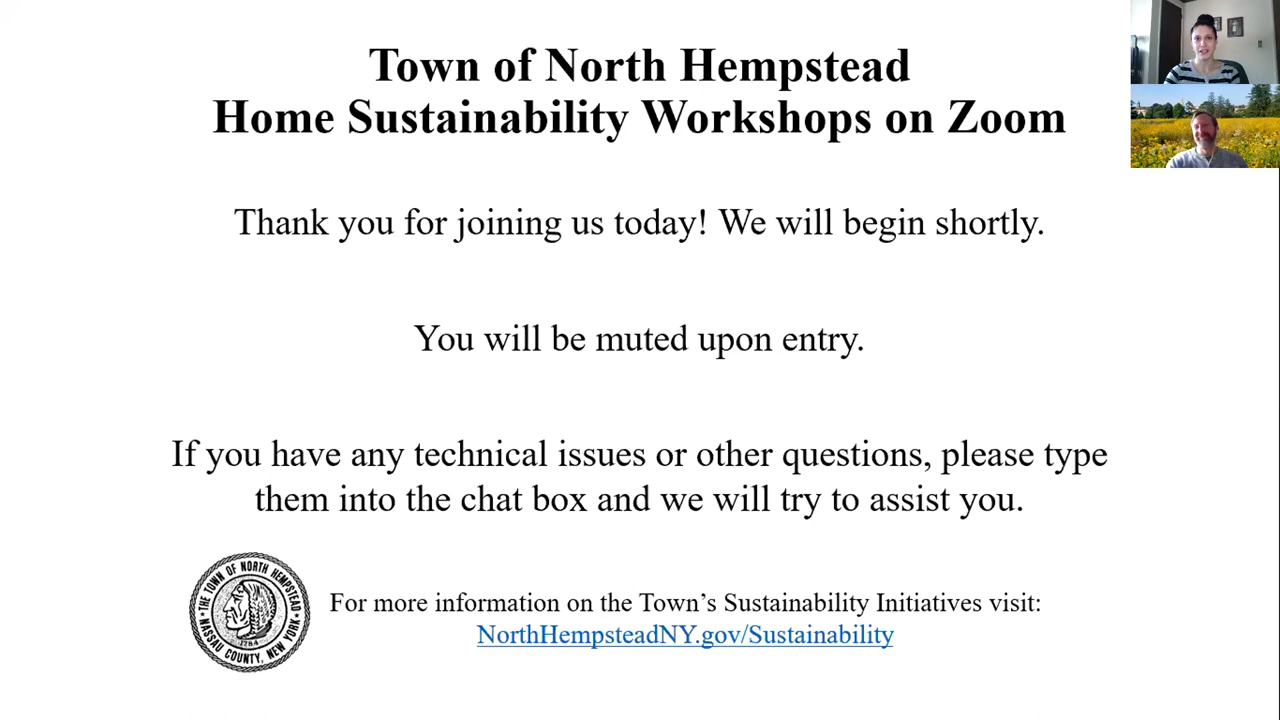 Town of North Hempstead
Home Sustainability Workshops on Zoom
Thank you for joining us today! We will begin shortly.
You will be muted upon entry.
If you have any technical issues or other questions, please type
them into the chat box and we will try to assist you.
THE TOWN OF NORTH HEMPSTEAD
1784
NASSAU COUNTY, NEW YORK
For more information on the Town’s Sustainability Initiatives visit:
NorthHempsteadNY.gov/Sustainability